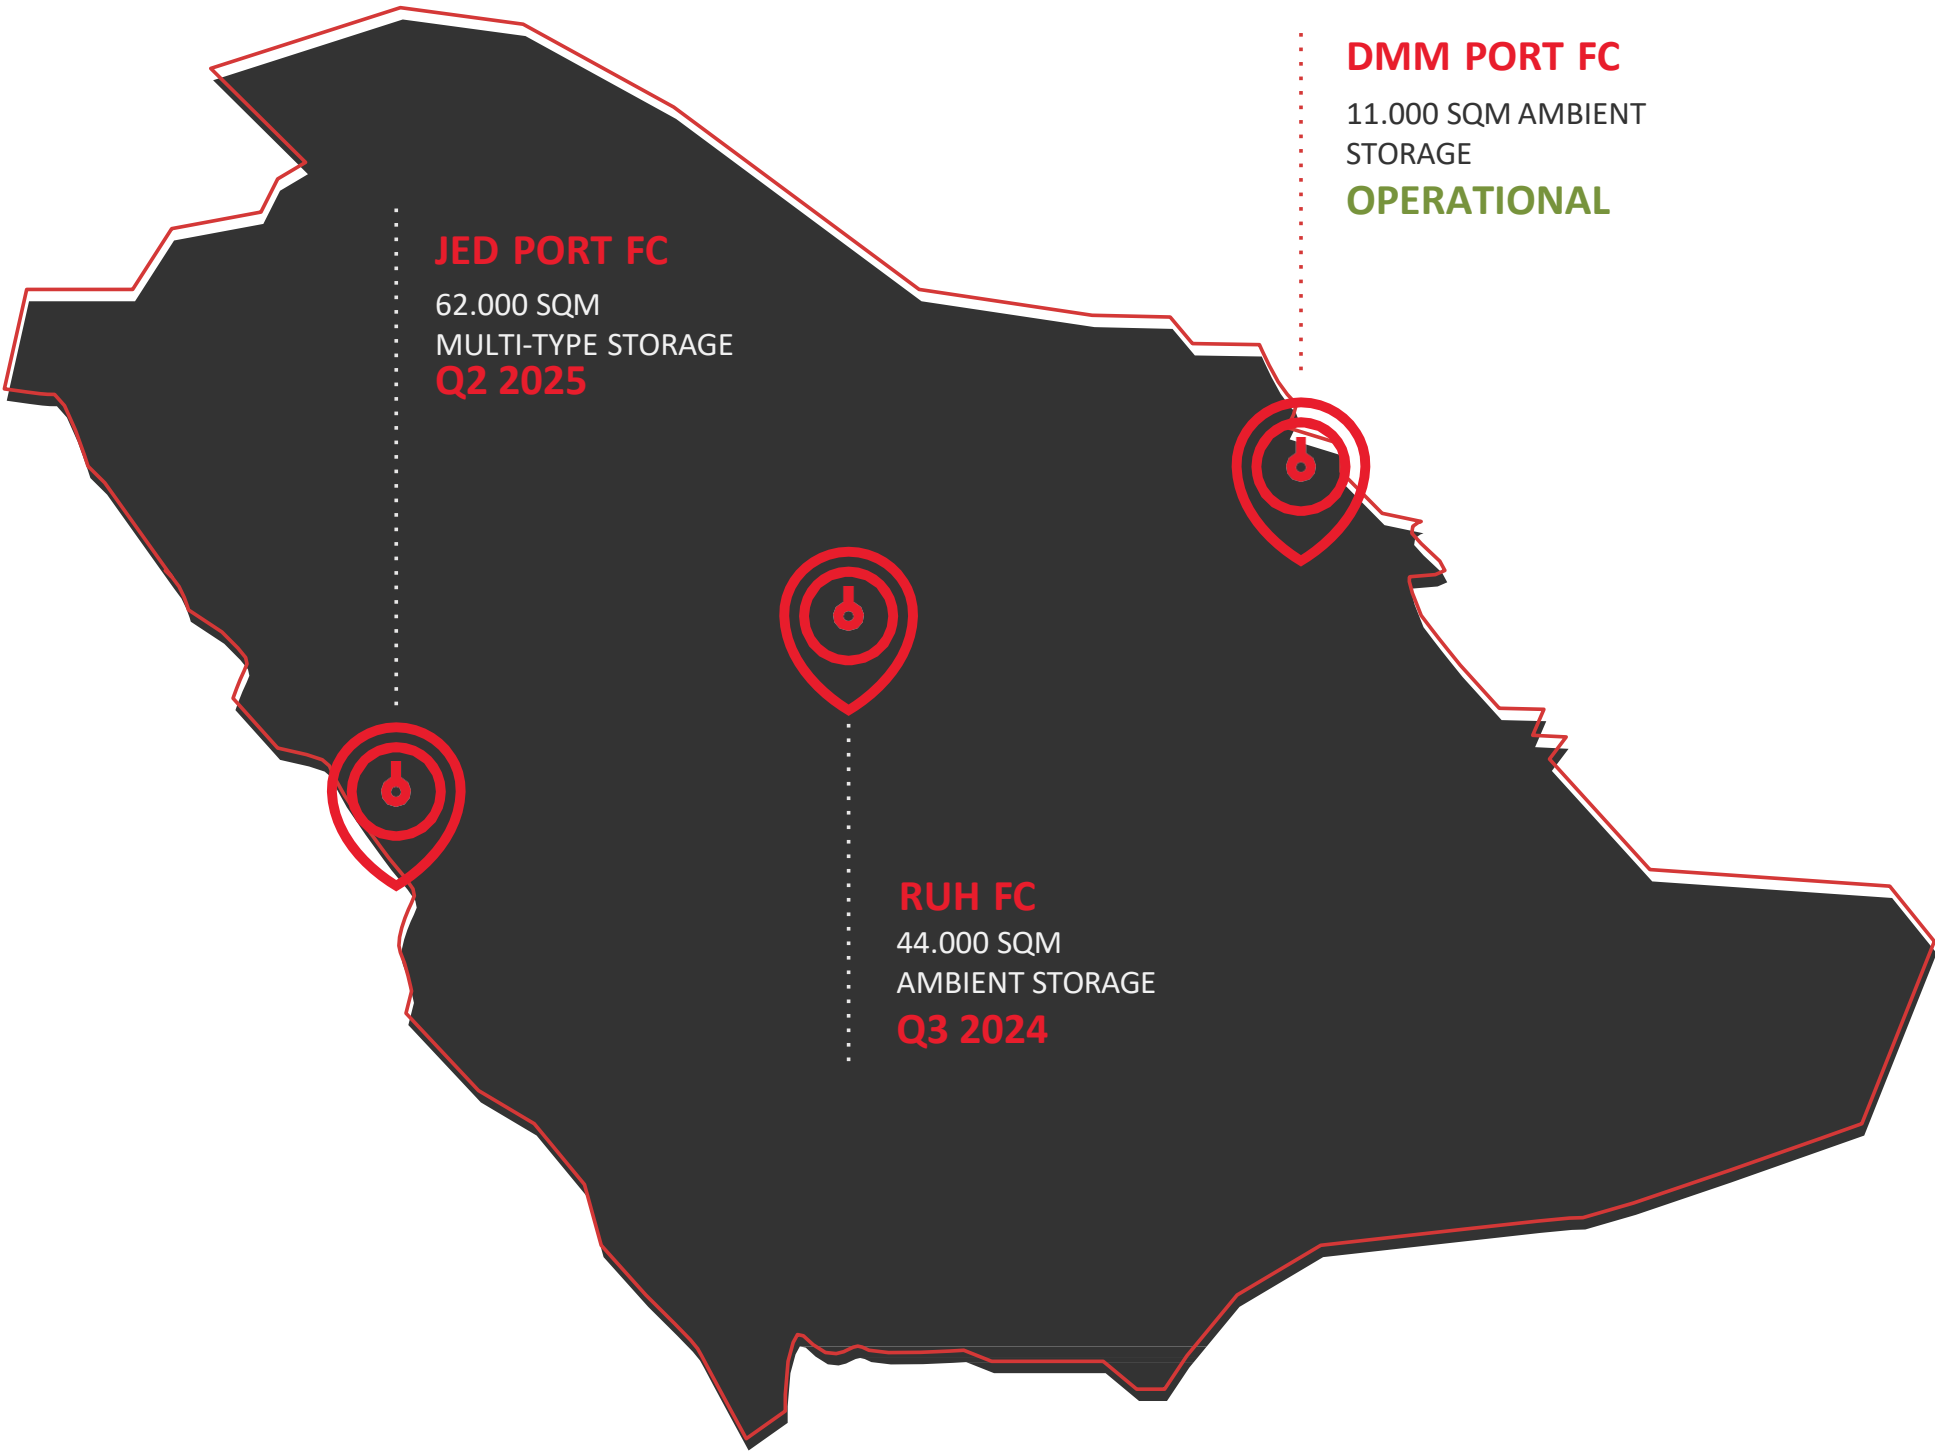 DMM PORT FC
11.000 SQM AMBIENT
STORAGE
OPERATIONAL
JED PORT FC
62.000 SQM
MULTI-TYPE STORAGE
Q2 2025
RUH FC
44.000 SQM
AMBIENT STORAGE
Q3 2024